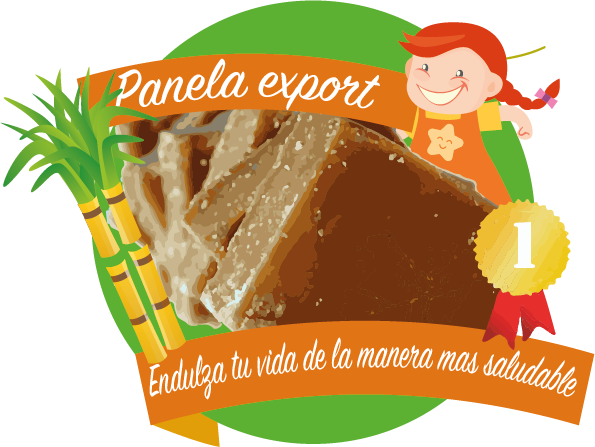 Panela export
1
Endulza tu vida de la manera mas saludable